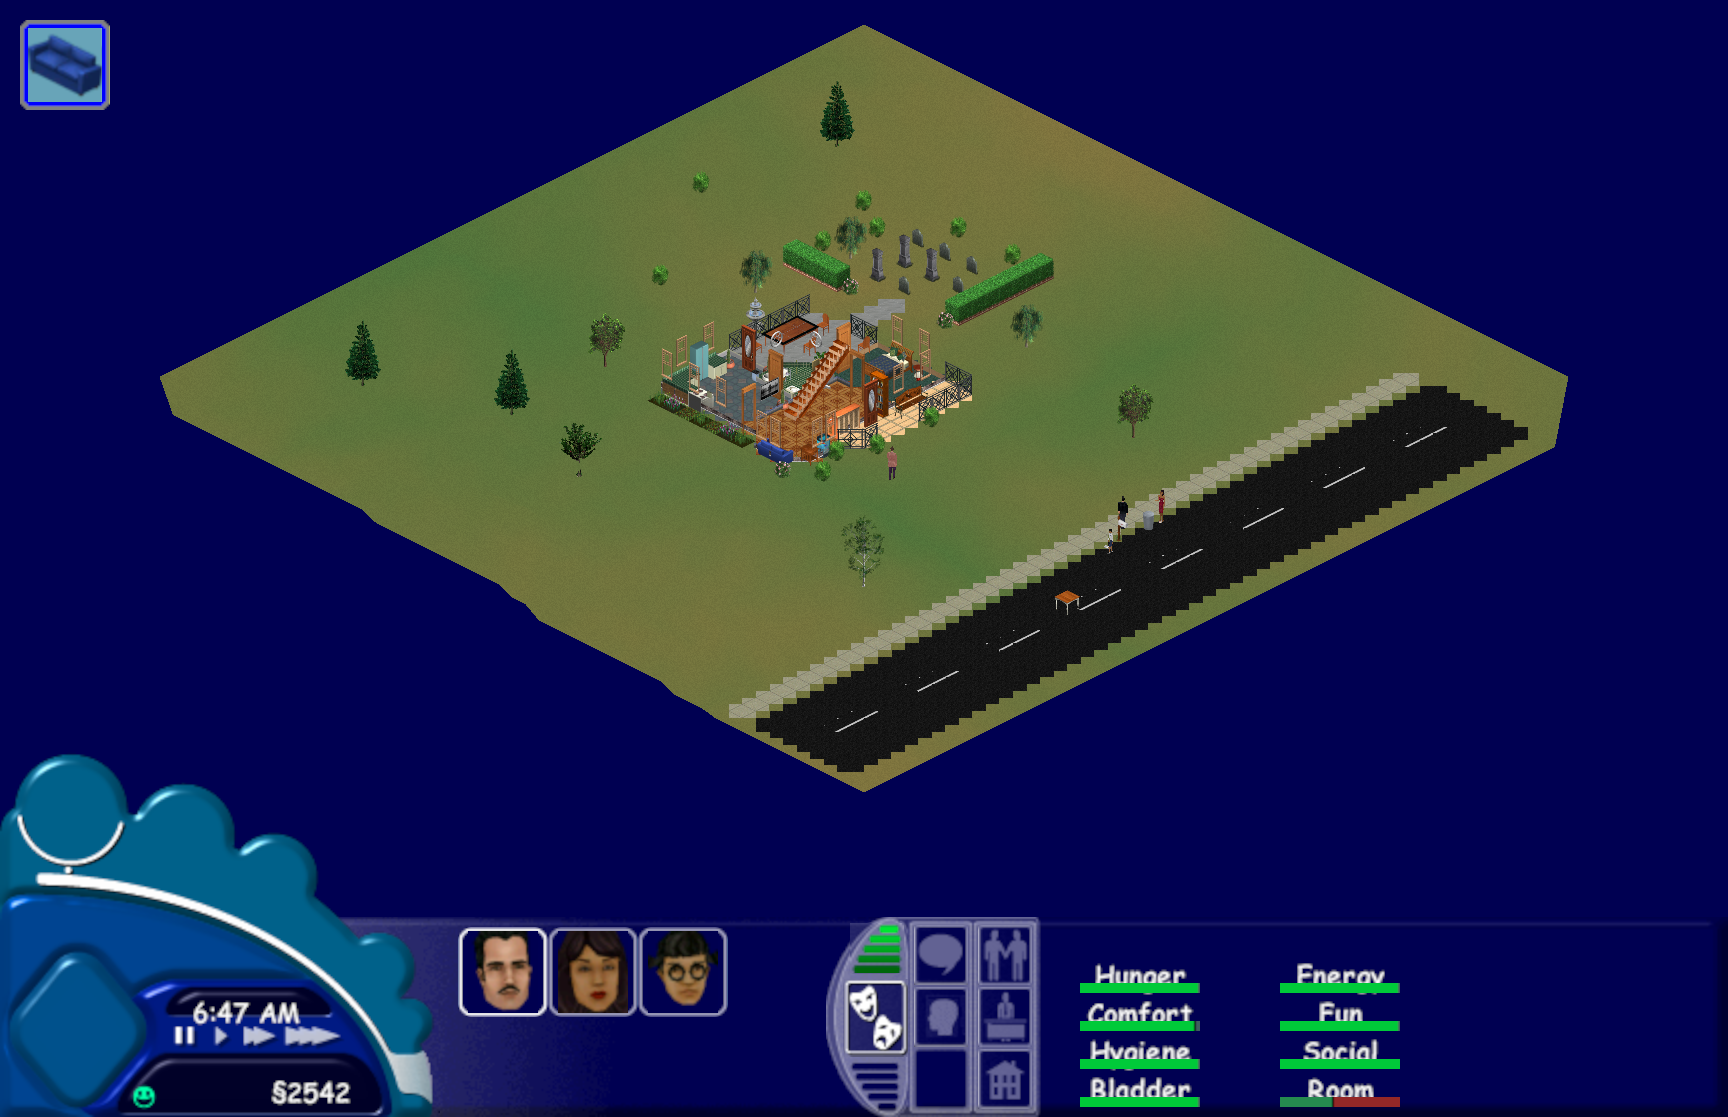 6:47 AM
§2542
Hunger
Energy
Comfort
Fun
Hygiene
Social
Bladder
Room